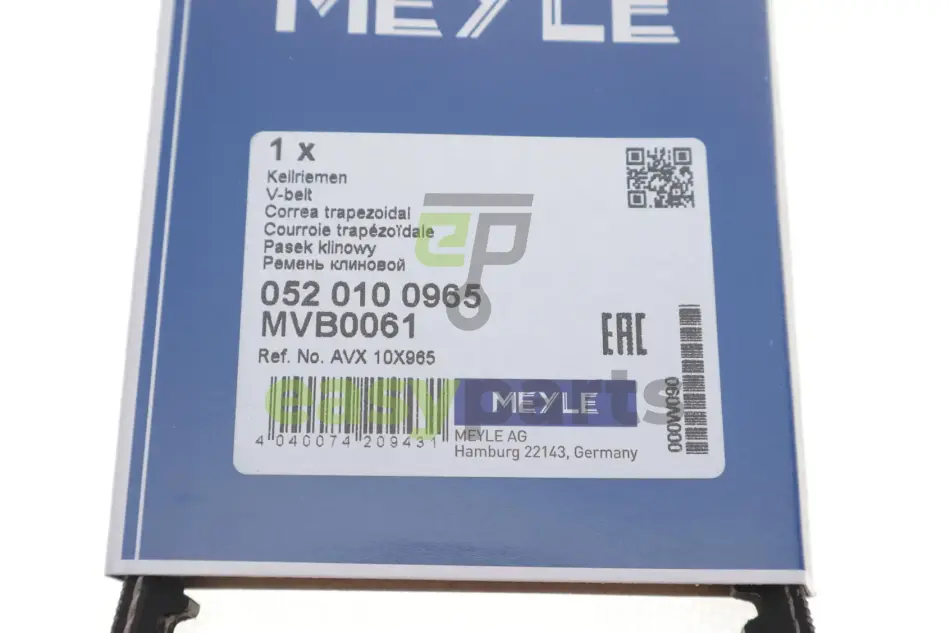 MEYLE
1 x
Keilriemen
V-belt
Correa trapezoidal
Courroie trapézoïdale
Pasek klinowy
Ремень клиновой
ep
052 010 0965
MVB0061
EAC
Ref. No. AVX 10X965
easyparts
MEYLE
4 040074 209431
MEYLE AG
Hamburg 22143, Germany
000W090